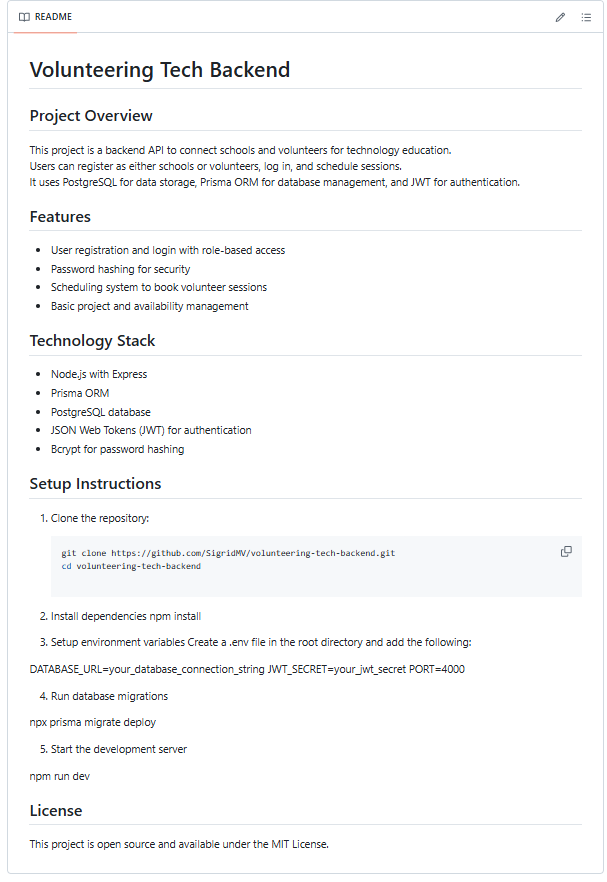 README
Volunteering Tech Backend
Project Overview
This project is a backend API to connect schools and volunteers for technology education.
Users can register as either schools or volunteers, log in, and schedule sessions.
It uses PostgreSQL for data storage, Prisma ORM for database management, and JWT for authentication.
Features
• User registration and login with role-based access
• Password hashing for security
• Scheduling system to book volunteer sessions
• Basic project and availability management
Technology Stack
• Node.js with Express
• Prisma ORM
• PostgreSQL database
• JSON Web Tokens (JWT) for authentication
• Bcrypt for password hashing
Setup Instructions
1. Clone the repository:
git clone https://github.com/SigridMV/volunteering-tech-backend.git
cd volunteering-tech-backend
2. Install dependencies npm install
3. Setup environment variables Create a .env file in the root directory and add the following:
DATABASE_URL=your_database_connection_string JWT_SECRET=your_jwt_secret PORT=4000
4. Run database migrations
npx prisma migrate deploy
5. Start the development server
npm run dev
License
This project is open source and available under the MIT License.